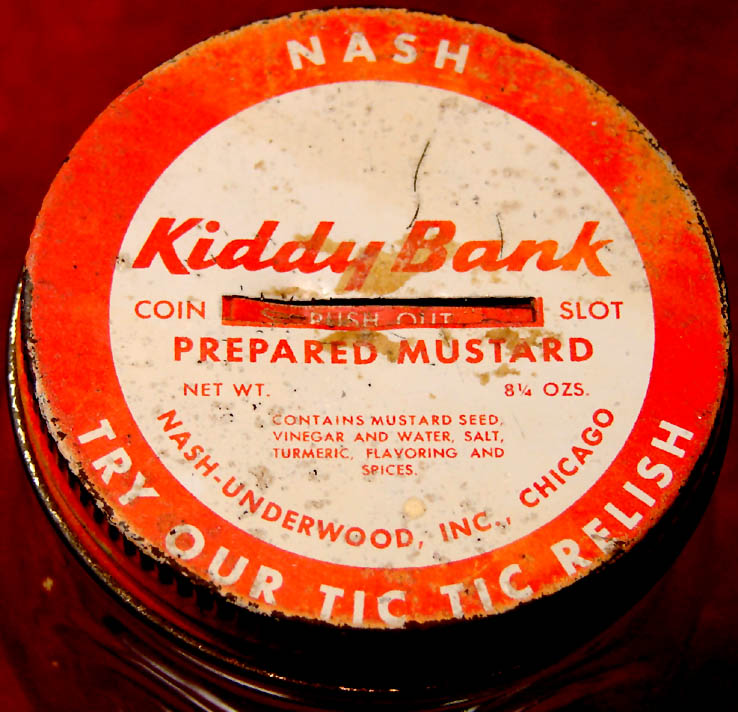 NASH
Kiddy Bank
COIN PUSH OUT SLOT
PREPARED MUSTARD
NET WT. 8¼ OZS.
CONTAINS MUSTARD SEED,
VINEGAR AND WATER, SALT,
TURMERIC, FLAVORING AND
SPICES.
NASH-UNDERWOOD, INC., CHICAGO
TRY OUR TIC TIC RELISH